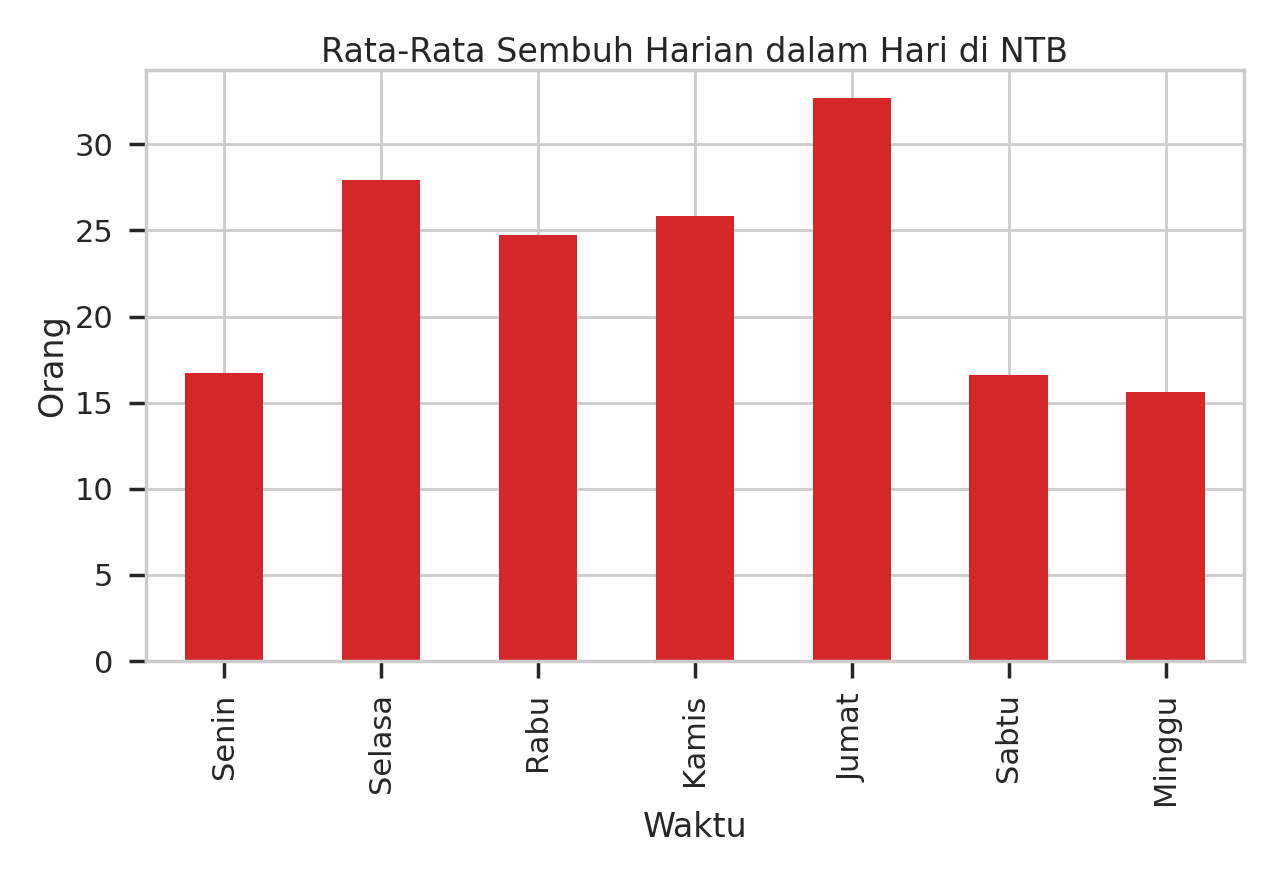 Rata-Rata Sembuh Harian dalam Hari di NTB
Orang
30
25
20
15
10
5
0
Senin
Selasa
Rabu
Kamis
Jumat
Sabtu
Minggu
Waktu